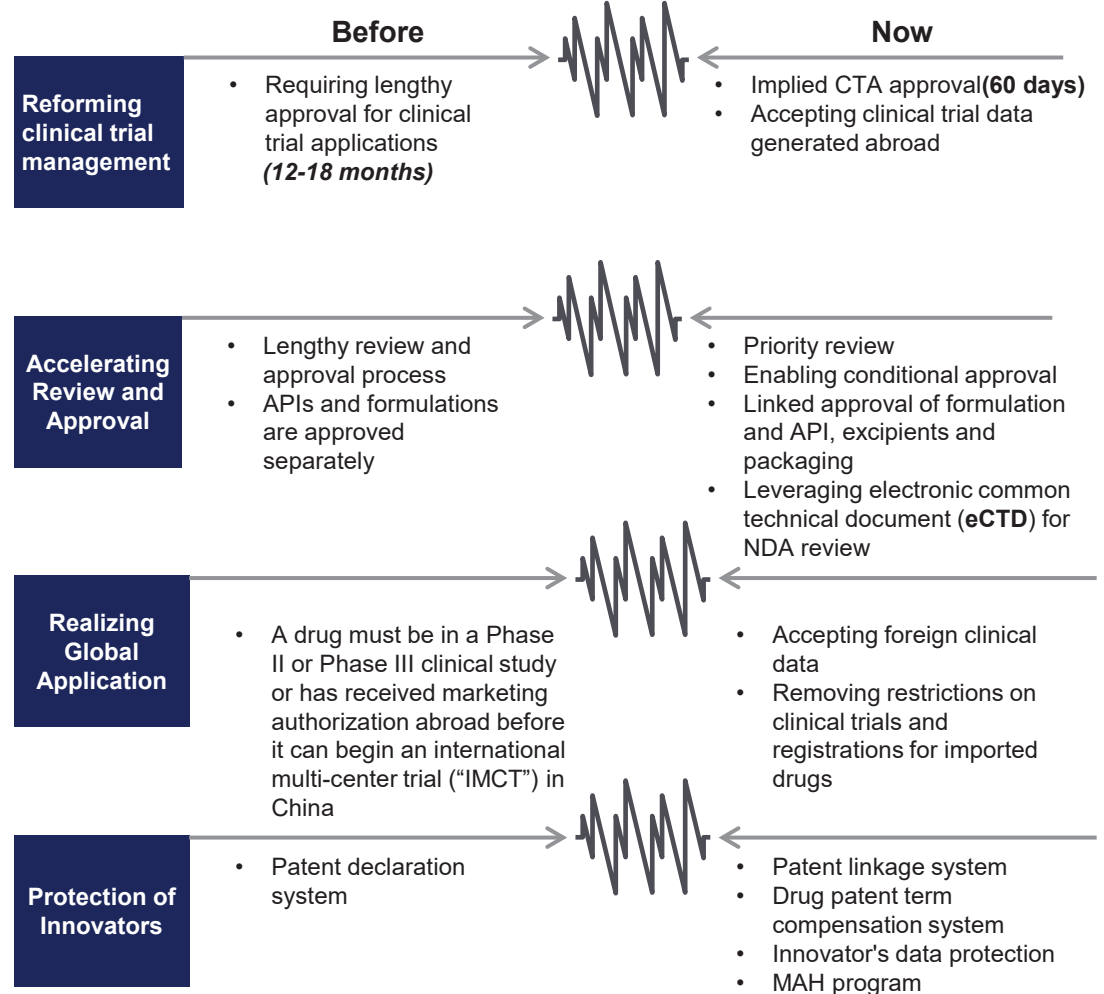 Before
Now
Reforming
clinical trial
management
• Requiring lengthy
approval for clinical
trial applications
(12-18 months)
• Implied CTA approval(60 days)
• Accepting clinical trial data
generated abroad
Accelerating
Review and
Approval
• Lengthy review and
approval process
• APIs and formulations
are approved
separately
• Priority review
• Enabling conditional approval
• Linked approval of formulation
and API, excipients and
packaging
• Leveraging electronic common
technical document (eCTD) for
NDA review
Realizing
Global
Application
• A drug must be in a Phase
II or Phase III clinical study
or has received marketing
authorization abroad before
it can begin an international
multi-center trial (“IMCT”) in
China
• Accepting foreign clinical
data
• Removing restrictions on
clinical trials and
registrations for imported
drugs
Protection of
Innovators
• Patent declaration
system
• Patent linkage system
• Drug patent term
compensation system
• Innovator's data protection
• MAH program